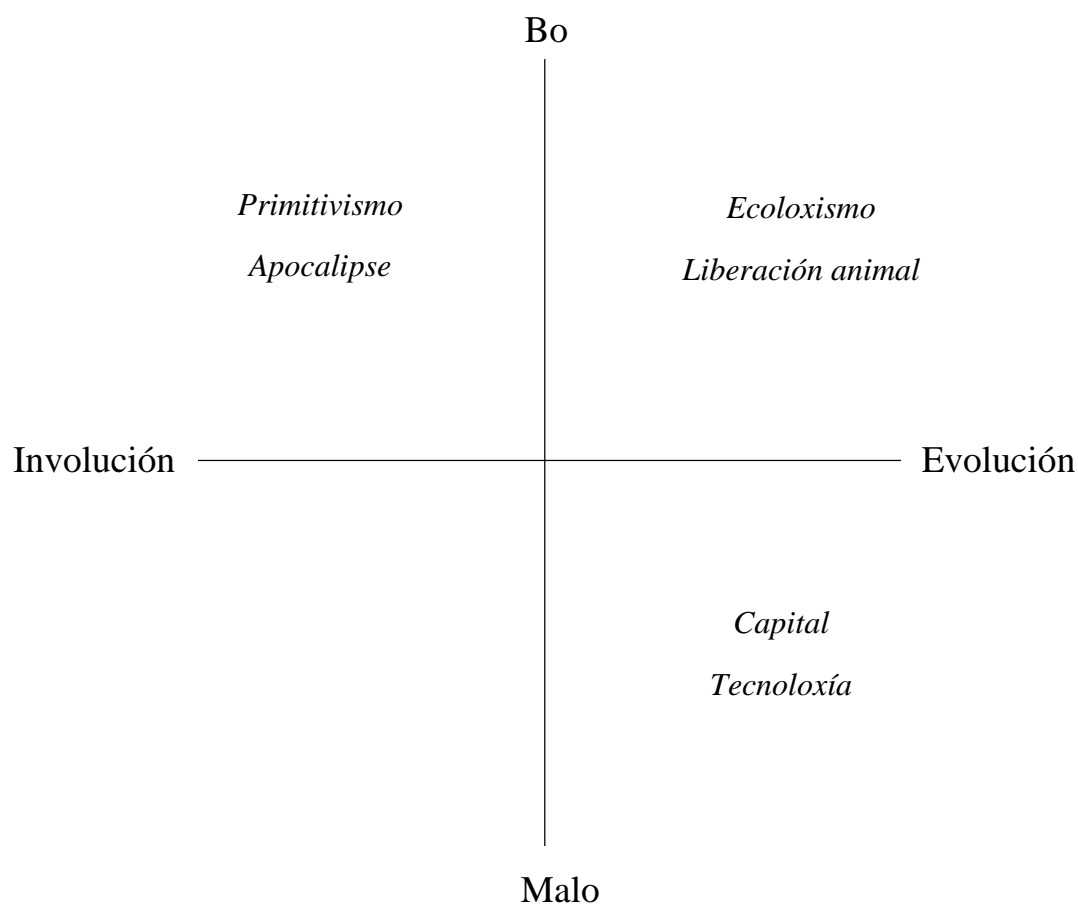 Bo
Primitivismo
Apocalipse
Ecoloxismo
Liberación animal
Involución
Evolución
Capital
Tecnoloxía
Malo